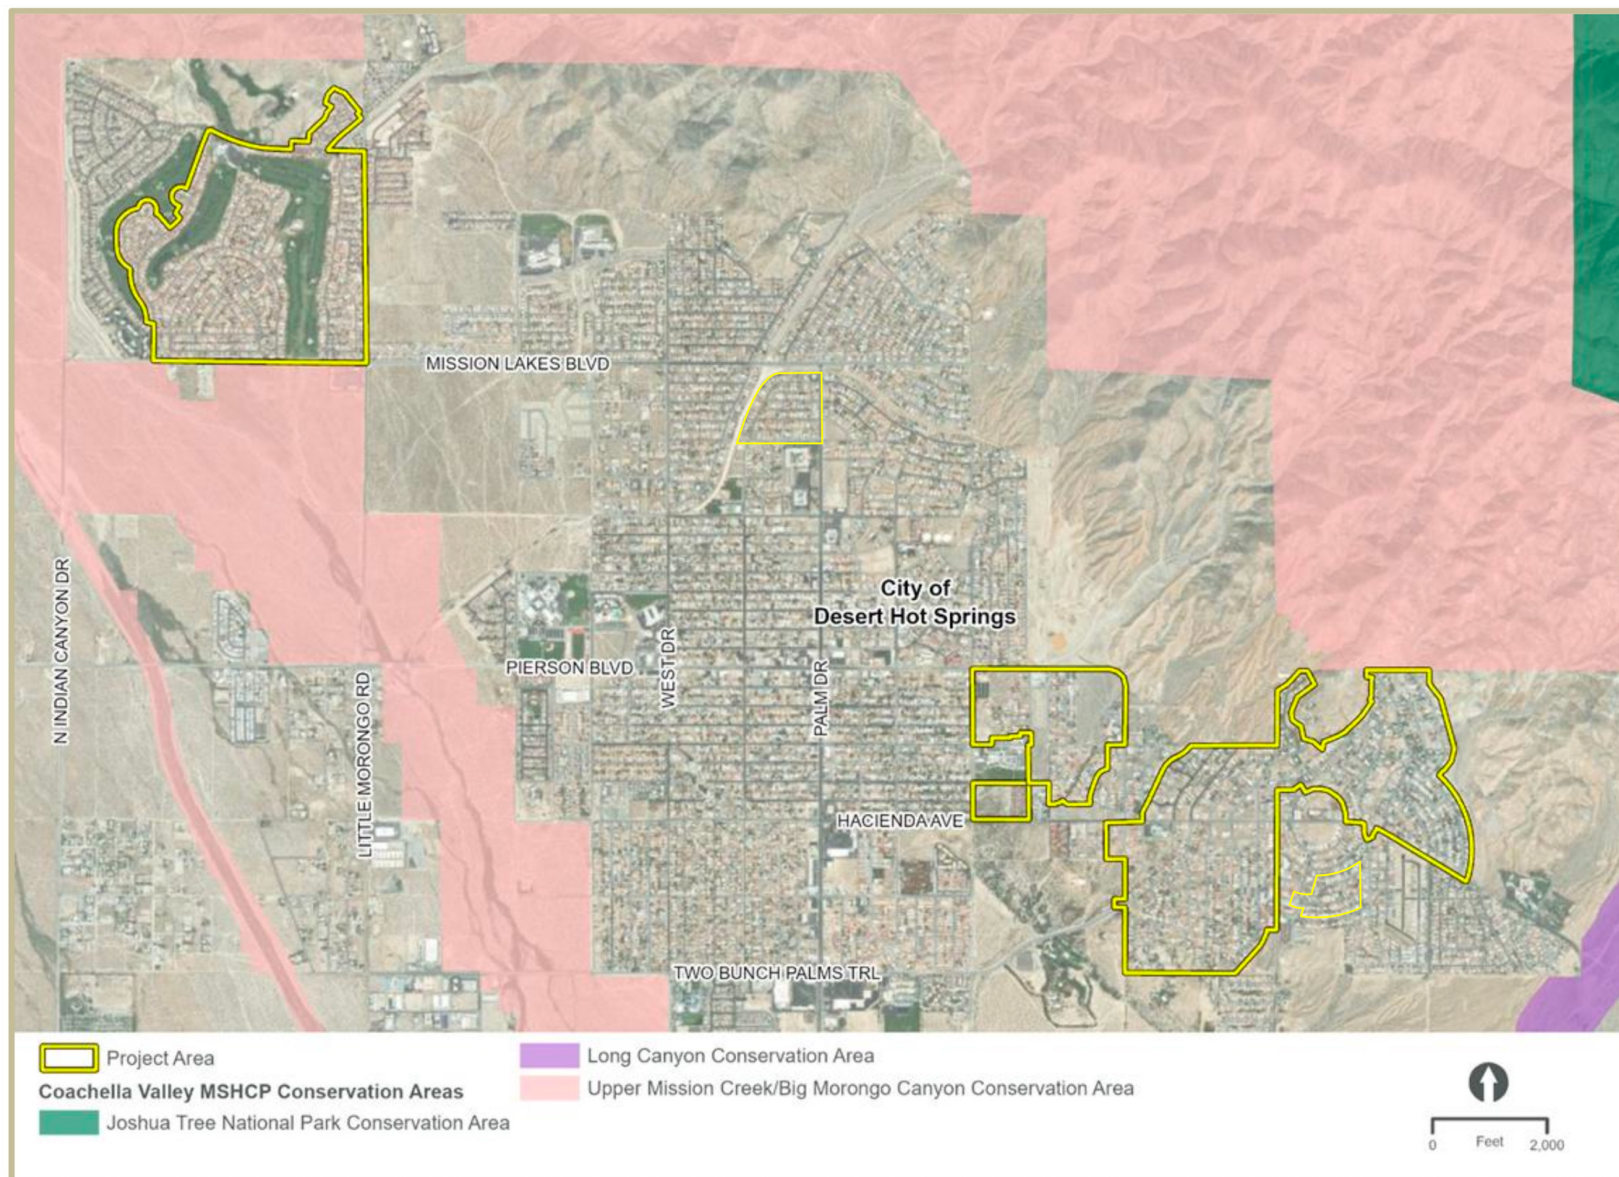 MISSION LAKES BLVD
N INDIAN CANYON DR
City of
Desert Hot Springs
PIERSON BLVD
WEST DR
PALM DR
LITTLE MORONGO RD
HACIENDA AVE
TWO BUNCH PALMS TRL
Project Area
Coachella Valley MSHCP Conservation Areas
Joshua Tree National Park Conservation Area
Long Canyon Conservation Area
Upper Mission Creek/Big Morongo Canyon Conservation Area
0 Feet 2,000